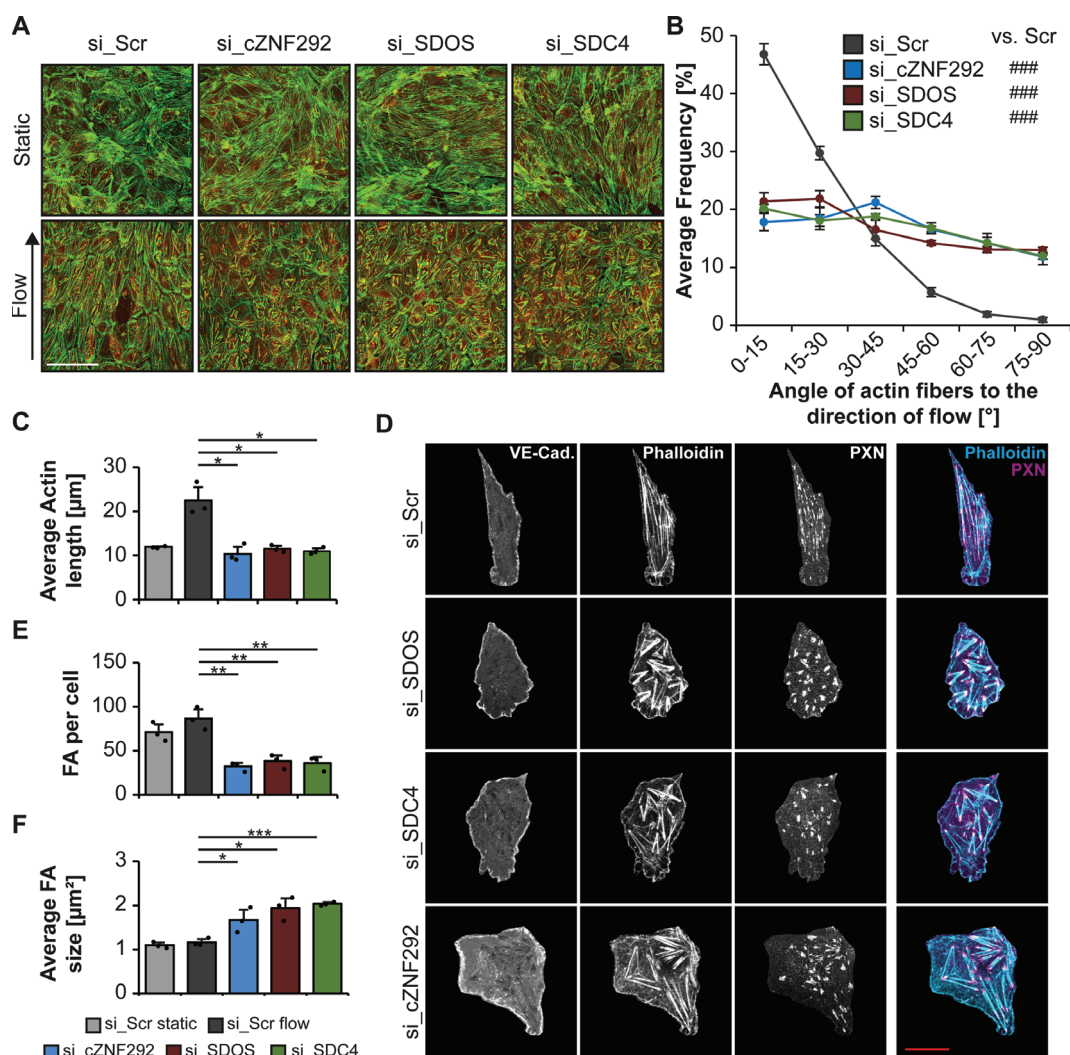 A
si_Scr
si_cZNF292
si_SDOS
si_SDC4
Static
Flow
B
50
40
30
20
10
0
Average Frequency
[%]
si_Scr
si_cZNF292
si_SDOS
si_SDC4
vs. Scr
###
###
###
0-15
15-30
30-45
45-60
60-75
75-90
Angle of actin fibers to the
direction of flow [°]
C
Average Actin
length [µm]
30
20
10
0
*
*
*
D
VE-Cad.
Phalloidin
PXN
Phalloidin
PXN
si_Scr
si_SDOS
si_SDC4
si_cZNF292
E
FA per cell
150
100
50
0
**
**
**
F
Average FA
size [µm²]
3
2
1
0
***
*
*
si_Scr static
si_Scr flow
si_cZNF292
si_SDOS
si_SDC4